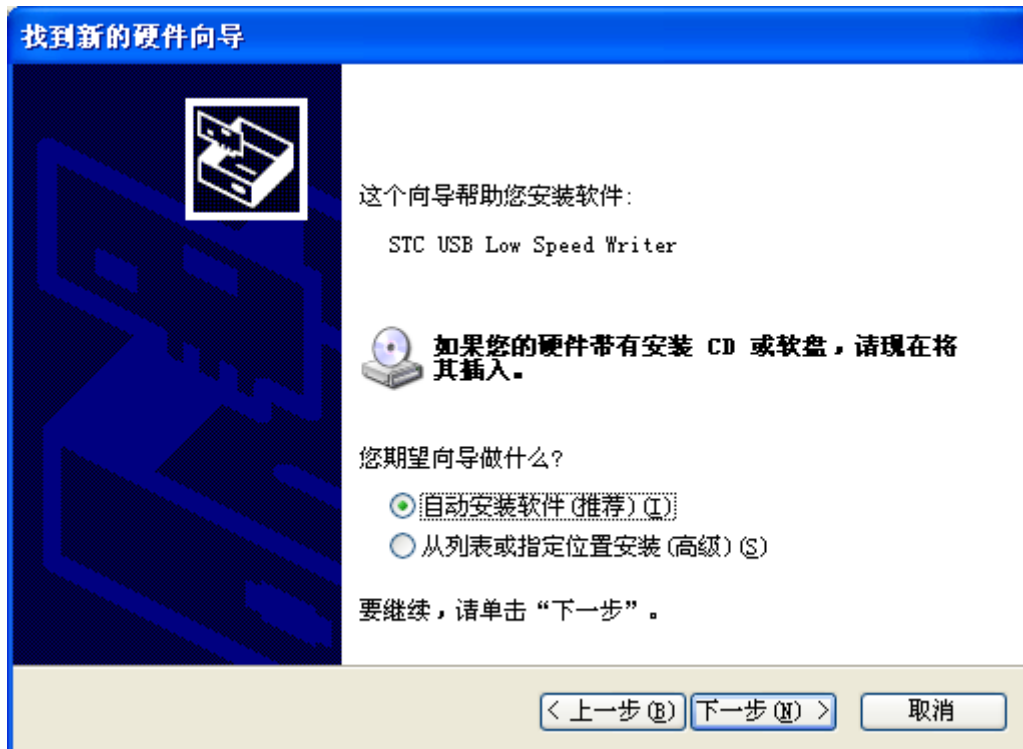 找到新的硬件向导
这个向导帮助您安装软件:
STC USB Low Speed Writer
如果您的硬件带有安装 CD 或软盘，请现在将
其插入。
您期望向导做什么?
自动安装软件(推荐)(I)
从列表或指定位置安装(高级)(S)
要继续，请单击“下一步”。
< 上一步(B) 下一步(N) > 取消